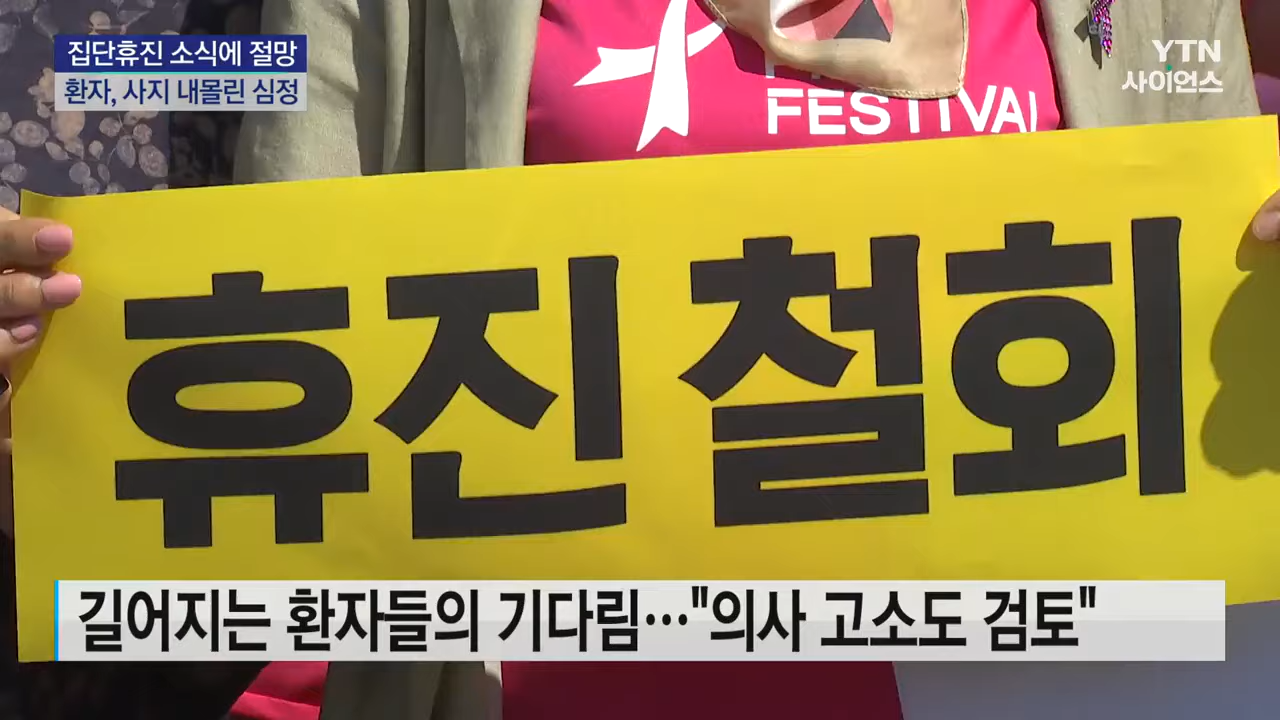 집단휴진 소식에 절망
환자, 사지 내몰린 심정
YTN
사이언스
FESTIVAL
휴진 철회
길어지는 환자들의 기다림…"의사 고소도 검토"